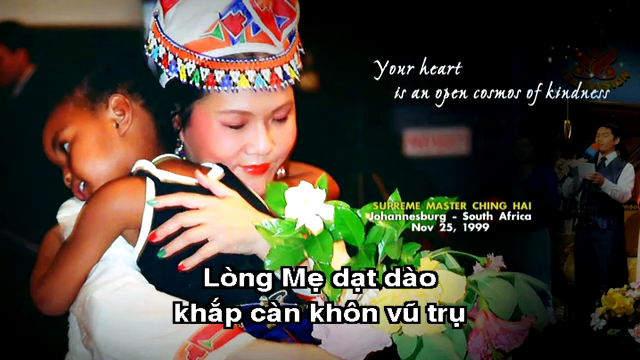 Your heart
is an open cosmos of kindness
SUPREME MASTER CHING HAI
Johannesburg - South Africa
Nov 25, 1999
Lòng Mẹ dạt dào
khắp càn khôn vũ trụ